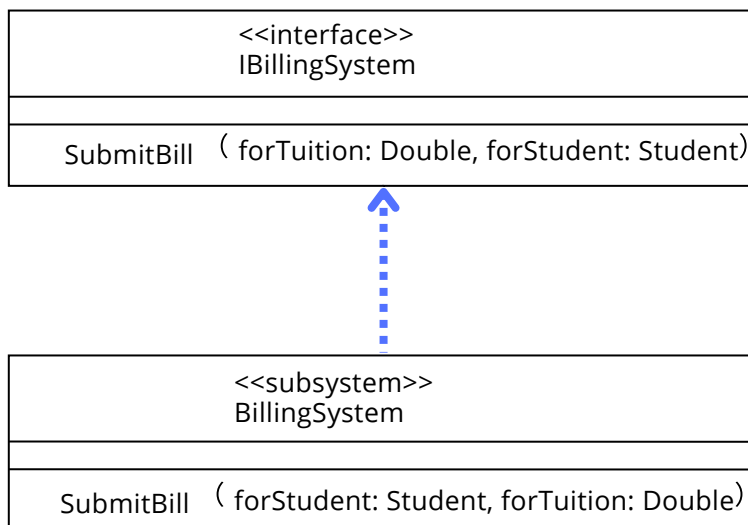 <<interface>>
IBillingSystem
SubmitBill ( forTuition: Double, forStudent: Student)
<<subsystem>>
BillingSystem
SubmitBill ( forStudent: Student, forTuition: Double)